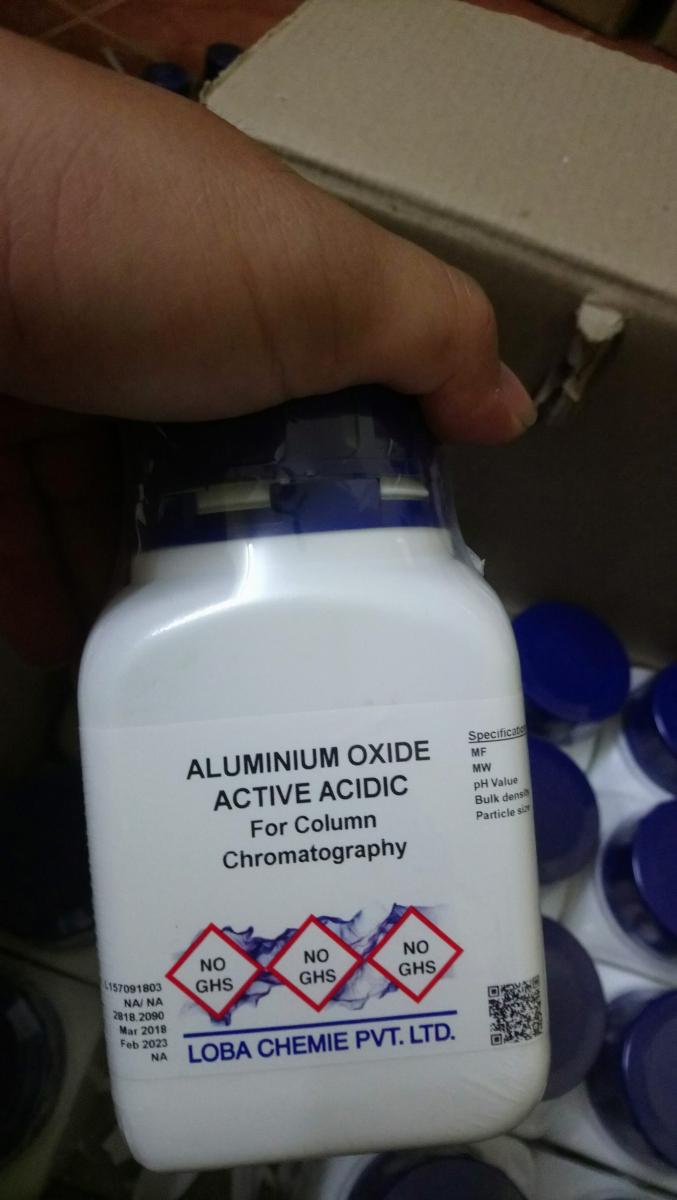 ALUMINIUM OXIDE
ACTIVE ACIDIC
For Column
Chromatography
Specification
MF
MW
pH Value
Bulk density
Particle size
NO
GHS
NO
GHS
NO
GHS
L157091803
NA/ NA
2818.2090
Mar 2018
Feb 2023
NA
LOBA CHEMIE PVT. LTD.